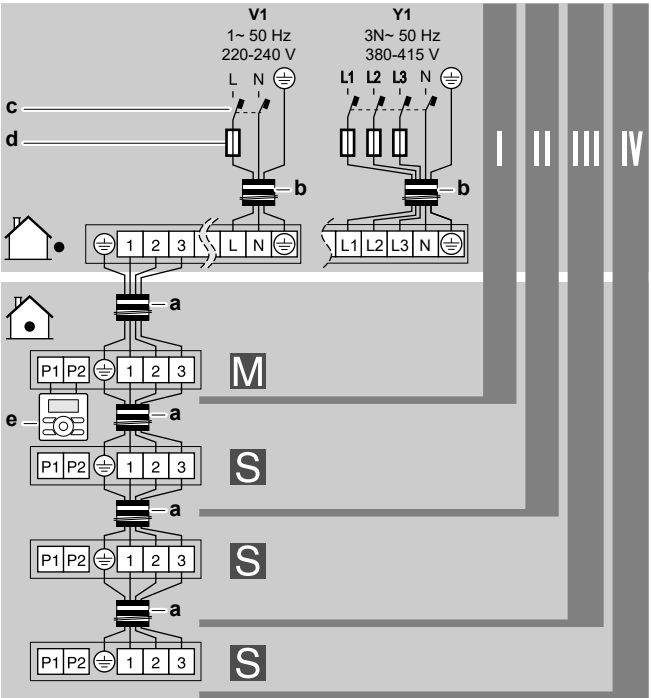 V1 Y1
1~ 50 Hz 3N~ 50 Hz
220-240 V 380-415 V
L N L1 L2 L3 N
c
d
I II III IV
b b
1 2 3 L N L1 L2 L3 N
a
P1 P2 1 2 3 M
e a
P1 P2 1 2 3 S
a
P1 P2 1 2 3 S
a
P1 P2 1 2 3 S